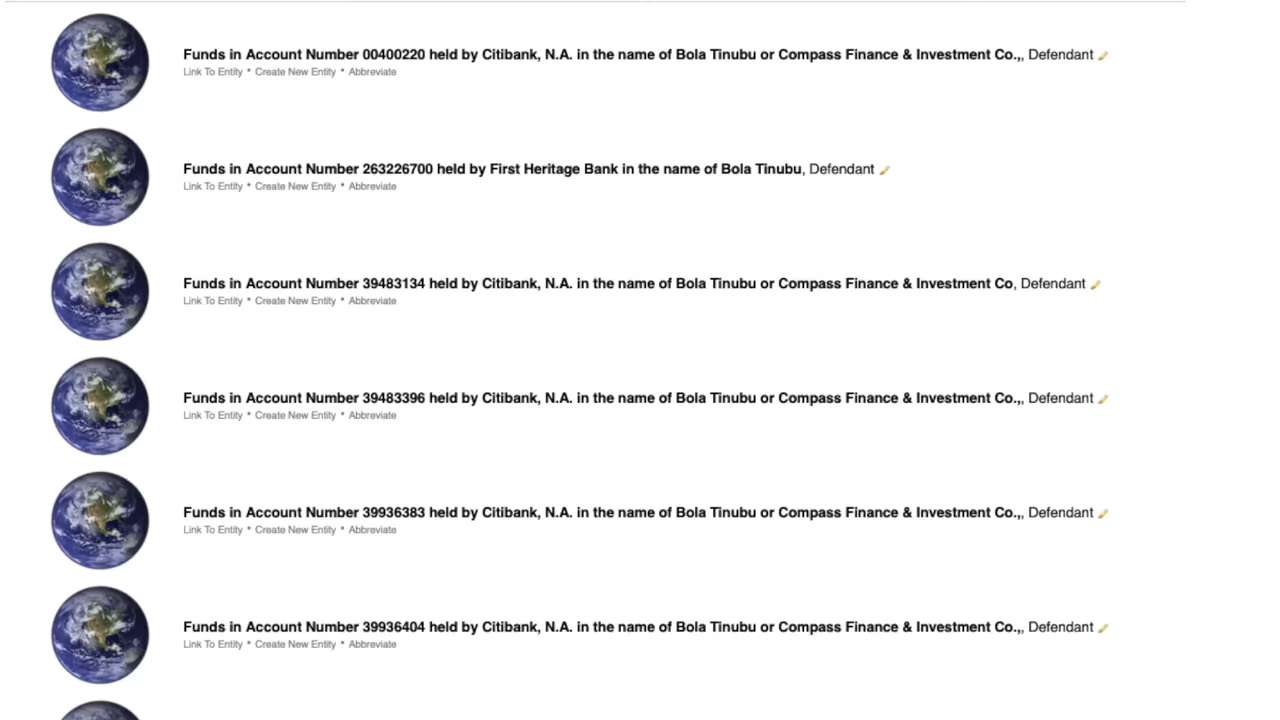 Funds in Account Number 00400220 held by Citibank, N.A. in the name of Bola Tinubu or Compass Finance & Investment Co.,, Defendant
Link To Entity * Create New Entity * Abbreviate
Funds in Account Number 263226700 held by First Heritage Bank in the name of Bola Tinubu, Defendant
Link To Entity * Create New Entity * Abbreviate
Funds in Account Number 39483134 held by Citibank, N.A. in the name of Bola Tinubu or Compass Finance & Investment Co, Defendant
Link To Entity * Create New Entity * Abbreviate
Funds in Account Number 39483396 held by Citibank, N.A. in the name of Bola Tinubu or Compass Finance & Investment Co.,, Defendant
Link To Entity * Create New Entity * Abbreviate
Funds in Account Number 39936383 held by Citibank, N.A. in the name of Bola Tinubu or Compass Finance & Investment Co.,, Defendant
Link To Entity * Create New Entity * Abbreviate
Funds in Account Number 39936404 held by Citibank, N.A. in the name of Bola Tinubu or Compass Finance & Investment Co.,, Defendant
Link To Entity * Create New Entity * Abbreviate